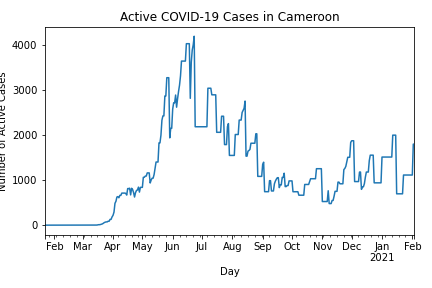 Active COVID-19 Cases in Cameroon
Number of Active Cases
4000
3000
2000
1000
0
Feb Mar Apr May Jun Jul Aug Sep Oct Nov Dec Jan Feb
2021
Day